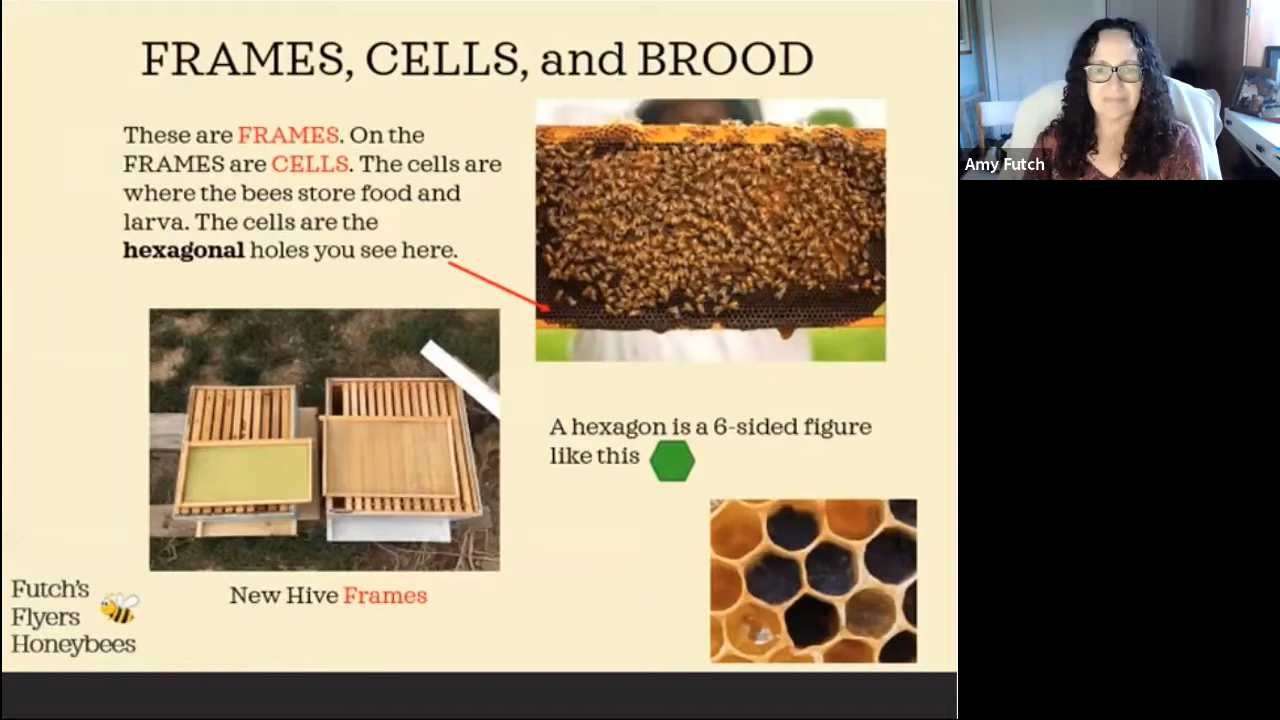 FRAMES, CELLS, and BROOD
These are FRAMES. On the
FRAMES are CELLS. The cells are
where the bees store food and
larva. The cells are the
hexagonal holes you see here.
A hexagon is a 6-sided figure
like this
New Hive Frames
Futch's
Flyers
Honeybees
Amy Futch